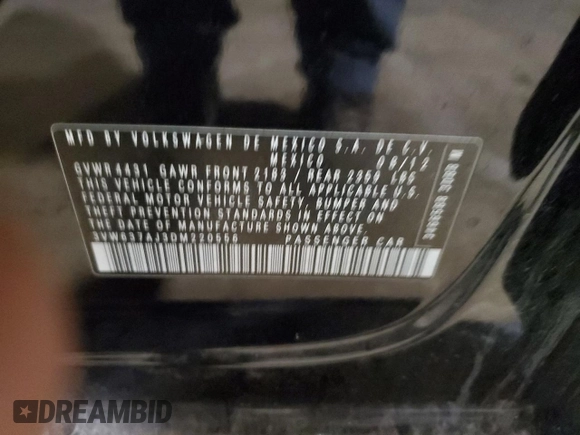 MFD BY VOLKSWAGEN DE MEXICO S.A. DE C.V.
MEXICO 08/12
GVWR 4431 GAWR FRONT 2183 / REAR 2350 LBS
THIS VEHICLE CONFORMS TO ALL APPLICABLE U.S.
FEDERAL MOTOR VEHICLE SAFETY, BUMPER AND
THEFT PREVENTION STANDARDS IN EFFECT ON
THE DATE OF MANUFACTURE SHOWN ABOVE.
PASSENGER CAR
DREAMBID